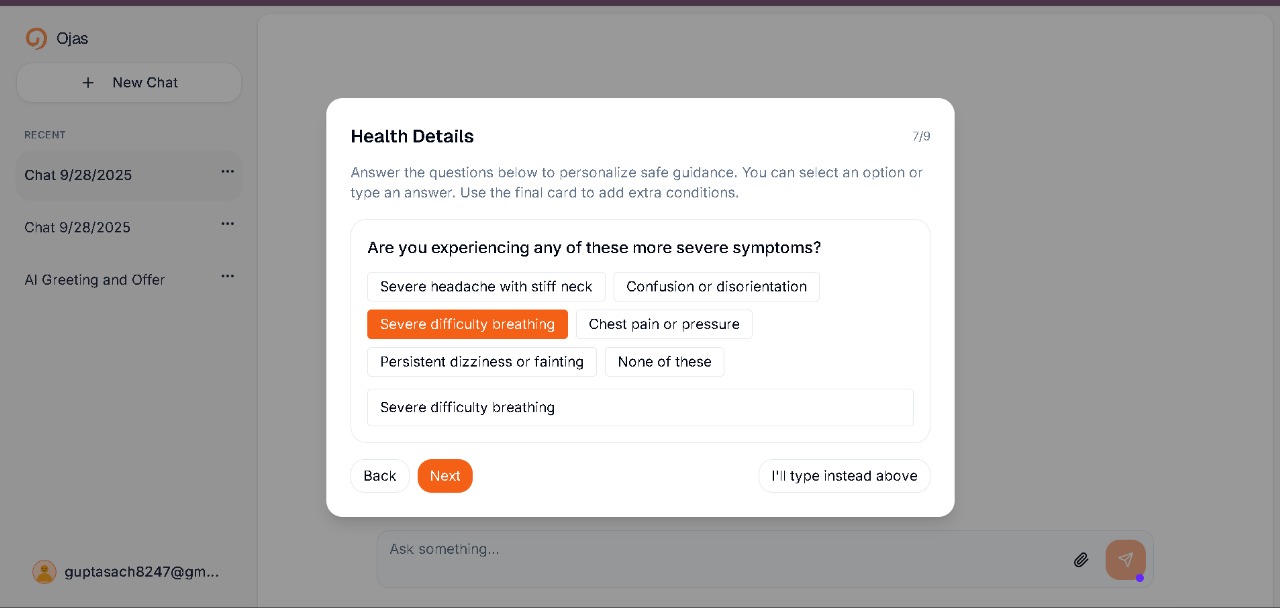 Ojas
+ New Chat
RECENT
Chat 9/28/2025 ...
Chat 9/28/2025 ...
AI Greeting and Offer ...
guptasach8247@gm...
Health Details 7/9
Answer the questions below to personalize safe guidance. You can select an option or
type an answer. Use the final card to add extra conditions.
Are you experiencing any of these more severe symptoms?
Severe headache with stiff neck Confusion or disorientation
Severe difficulty breathing Chest pain or pressure
Persistent dizziness or fainting None of these
Severe difficulty breathing
Back Next I'll type instead above
Ask something...